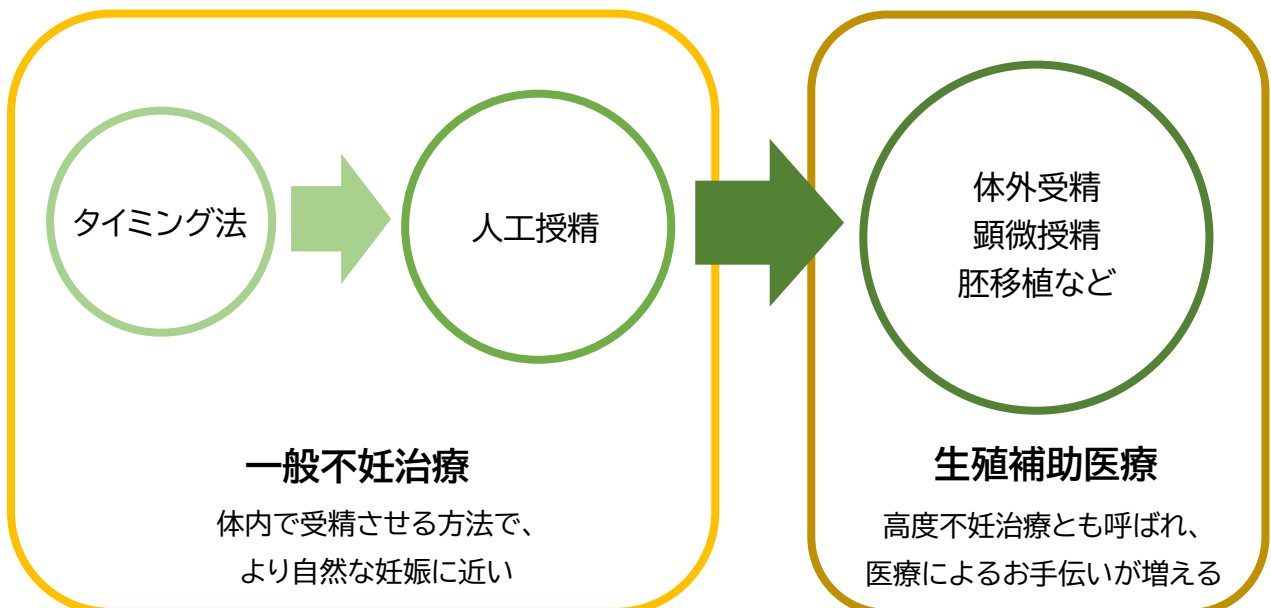 タイミング法
人工授精
体外受精
顕微授精
胚移植など
一般不妊治療
体内で受精させる方法で、
より自然な妊娠に近い
生殖補助医療
高度不妊治療とも呼ばれ、
医療によるお手伝いが増える